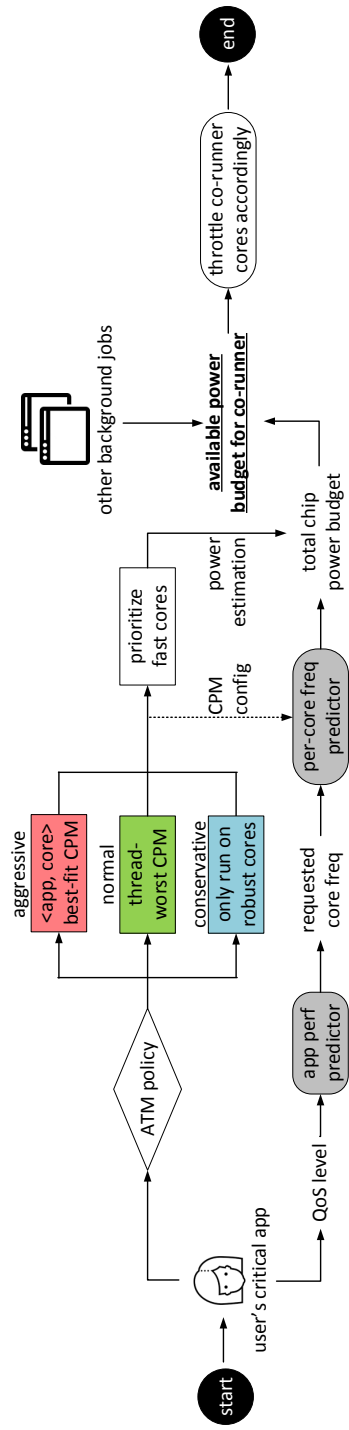 start
user's critical app
ATM policy
aggressive
<app, core>
best-fit CPM
normal
thread-
worst CPM
conservative
only run on
robust cores
prioritize
fast cores
CPM
config
power
estimation
QoS level
app perf
predictor
requested
core freq
per-core freq
predictor
total chip
power budget
other background jobs
available power
budget for co-runner
throttle co-runner
cores accordingly
end